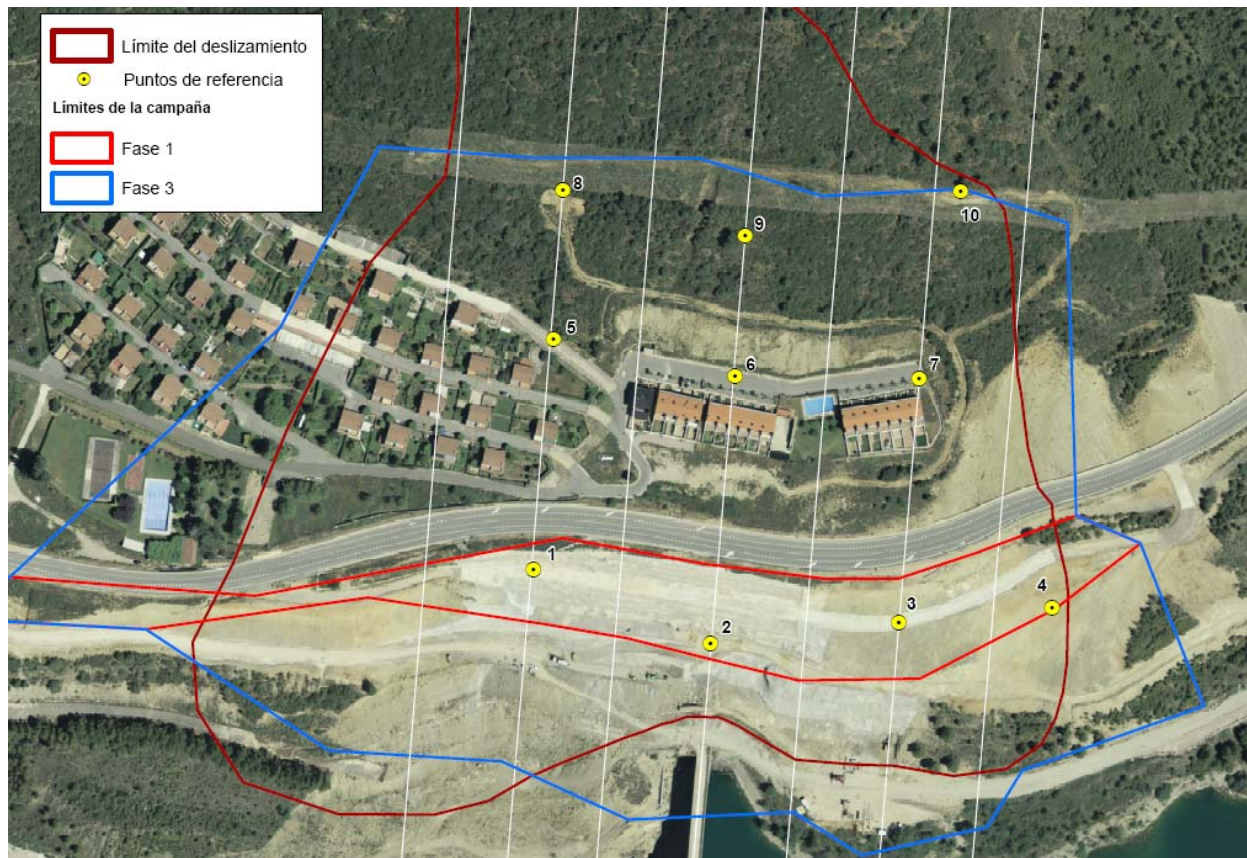 Límite del deslizamiento
Puntos de referencia
Límites de la campaña
Fase 1
Fase 3
8
9
10
5
6
7
1
2
3
4